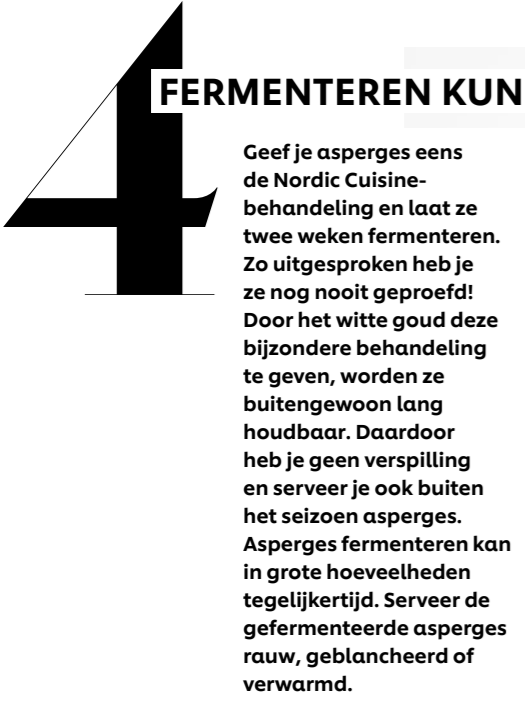 4
FERMENTEREN KUN
Geef je asperges eens
de Nordic Cuisine-
behandeling en laat ze
twee weken fermenteren.
Zo uitgesproken heb je
ze nog nooit geproefd!
Door het witte goud deze
bijzondere behandeling
te geven, worden ze
buitengewoon lang
houdbaar. Daardoor
heb je geen verspilling
en serveer je ook buiten
het seizoen asperges.
Asperges fermenteren kan
in grote hoeveelheden
tegelijkertijd. Serveer de
gefermenteerde asperges
rauw, geblancheerd of
verwarmd.